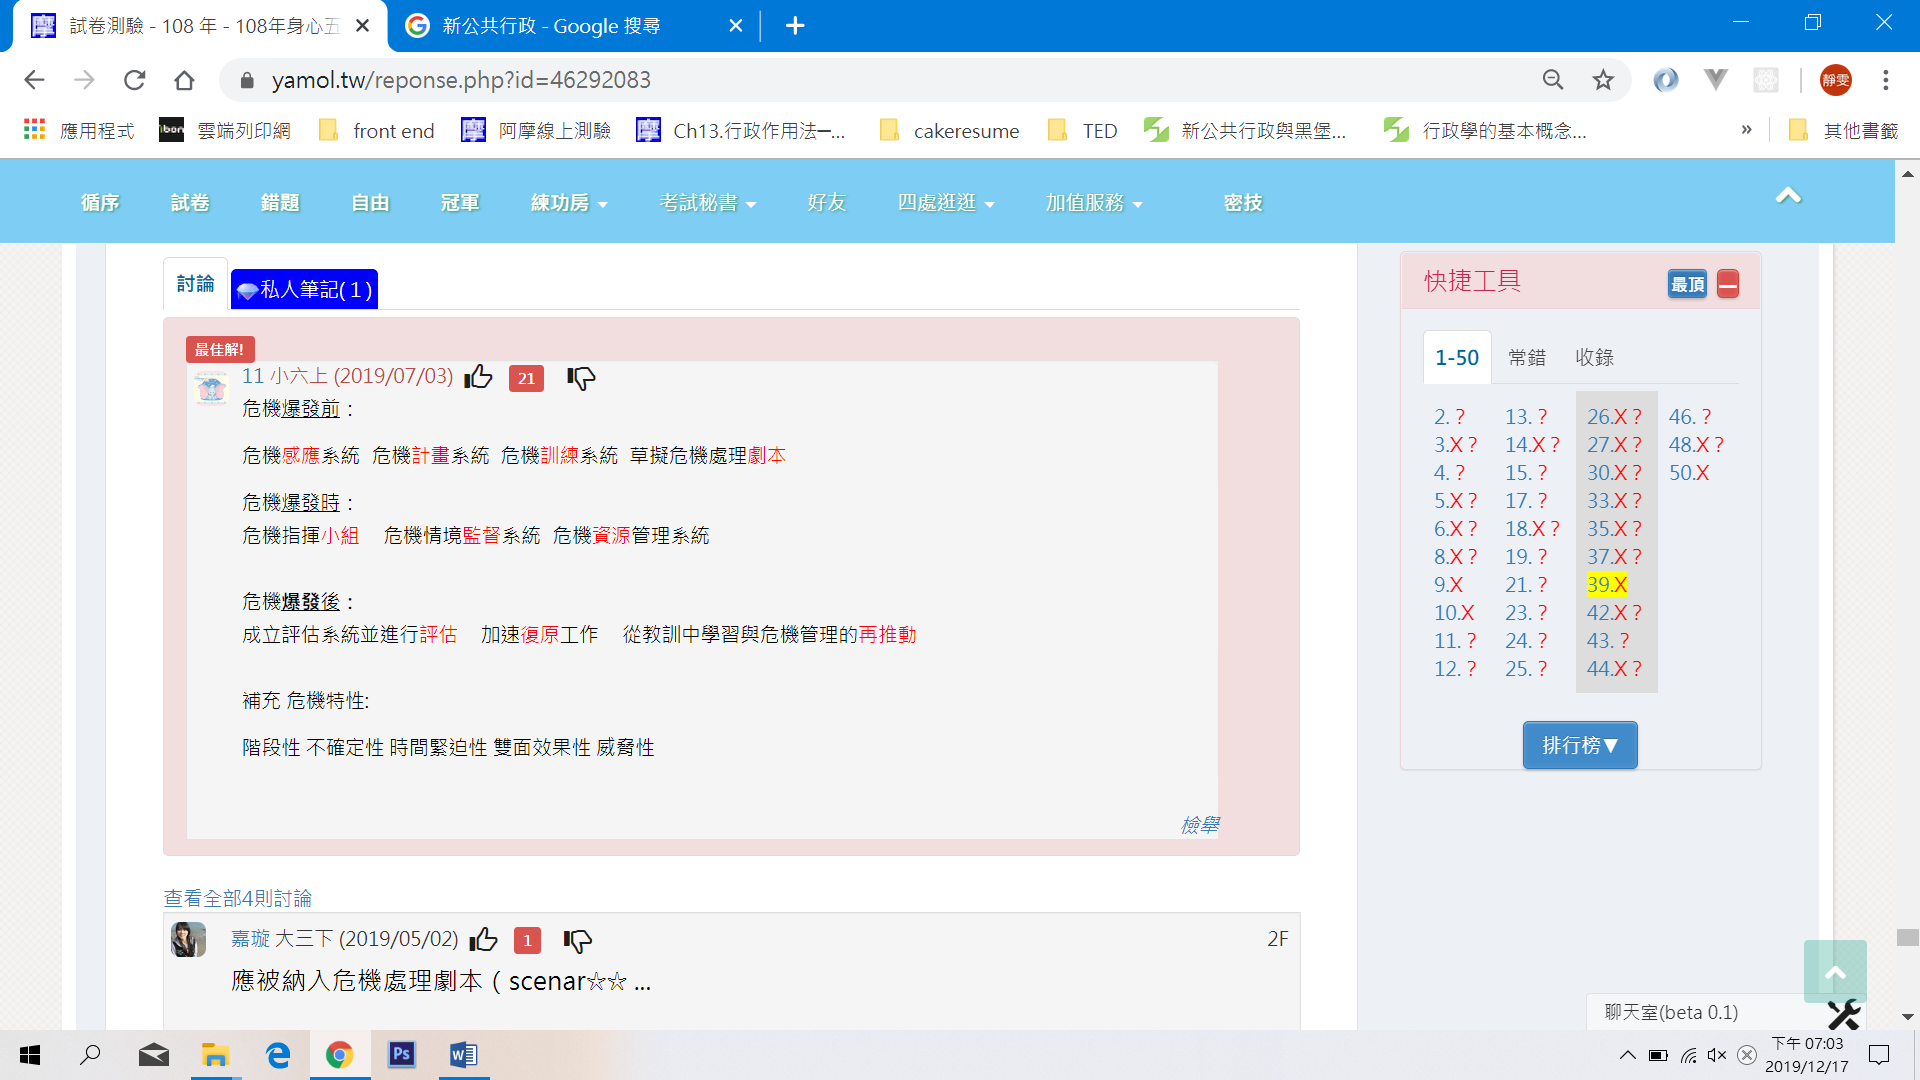 試卷測驗 - 108 年 - 108年身心五
新公共行政 - Google 搜尋
yamol.tw/reponse.php?id=46292083
靜雯
應用程式
ibon
雲端列印網
front end
阿摩線上測驗
Ch13.行政作用法一...
cakeresume
TED
新公共行政與黑堡...
行政學的基本概念...
»
其他書籤
循序
試卷
錯題
自由
冠軍
練功房
考試秘書
好友
四處逛逛
加值服務
密技
討論
私人筆記( 1 )
最佳解!
11 小六上 (2019/07/03)
21
危機爆發前：
危機感應系統 危機計畫系統 危機訓練系統 草擬危機處理劇本
危機爆發時：
危機指揮小組 危機情境監督系統 危機資源管理系統
危機爆發後：
成立評估系統並進行評估 加速復原工作 從教訓中學習與危機管理的再推動
補充 危機特性:
階段性 不確定性 時間緊迫性 雙面效果性 威脅性
檢舉
查看全部4則討論
嘉璇 大三下 (2019/05/02)
1
2F
應被納入危機處理劇本（scenar☆☆ ...
快捷工具
最頂
1-50
常錯
收錄
2. ? 13. ? 26.X ? 46. ?
3.X ? 14.X ? 27.X ? 48.X ?
4. ? 15. ? 30.X ? 50.X
5.X ? 17. ? 33.X ?
6.X ? 18.X ? 35.X ?
8.X ? 19. ? 37.X ?
9.X 21. ? 39.X
10.X 23. ? 42.X ?
11. ? 24. ? 43. ?
12. ? 25. ? 44.X ?
排行榜▼
聊天室(beta 0.1)
Ps
下午 07:03
2019/12/17